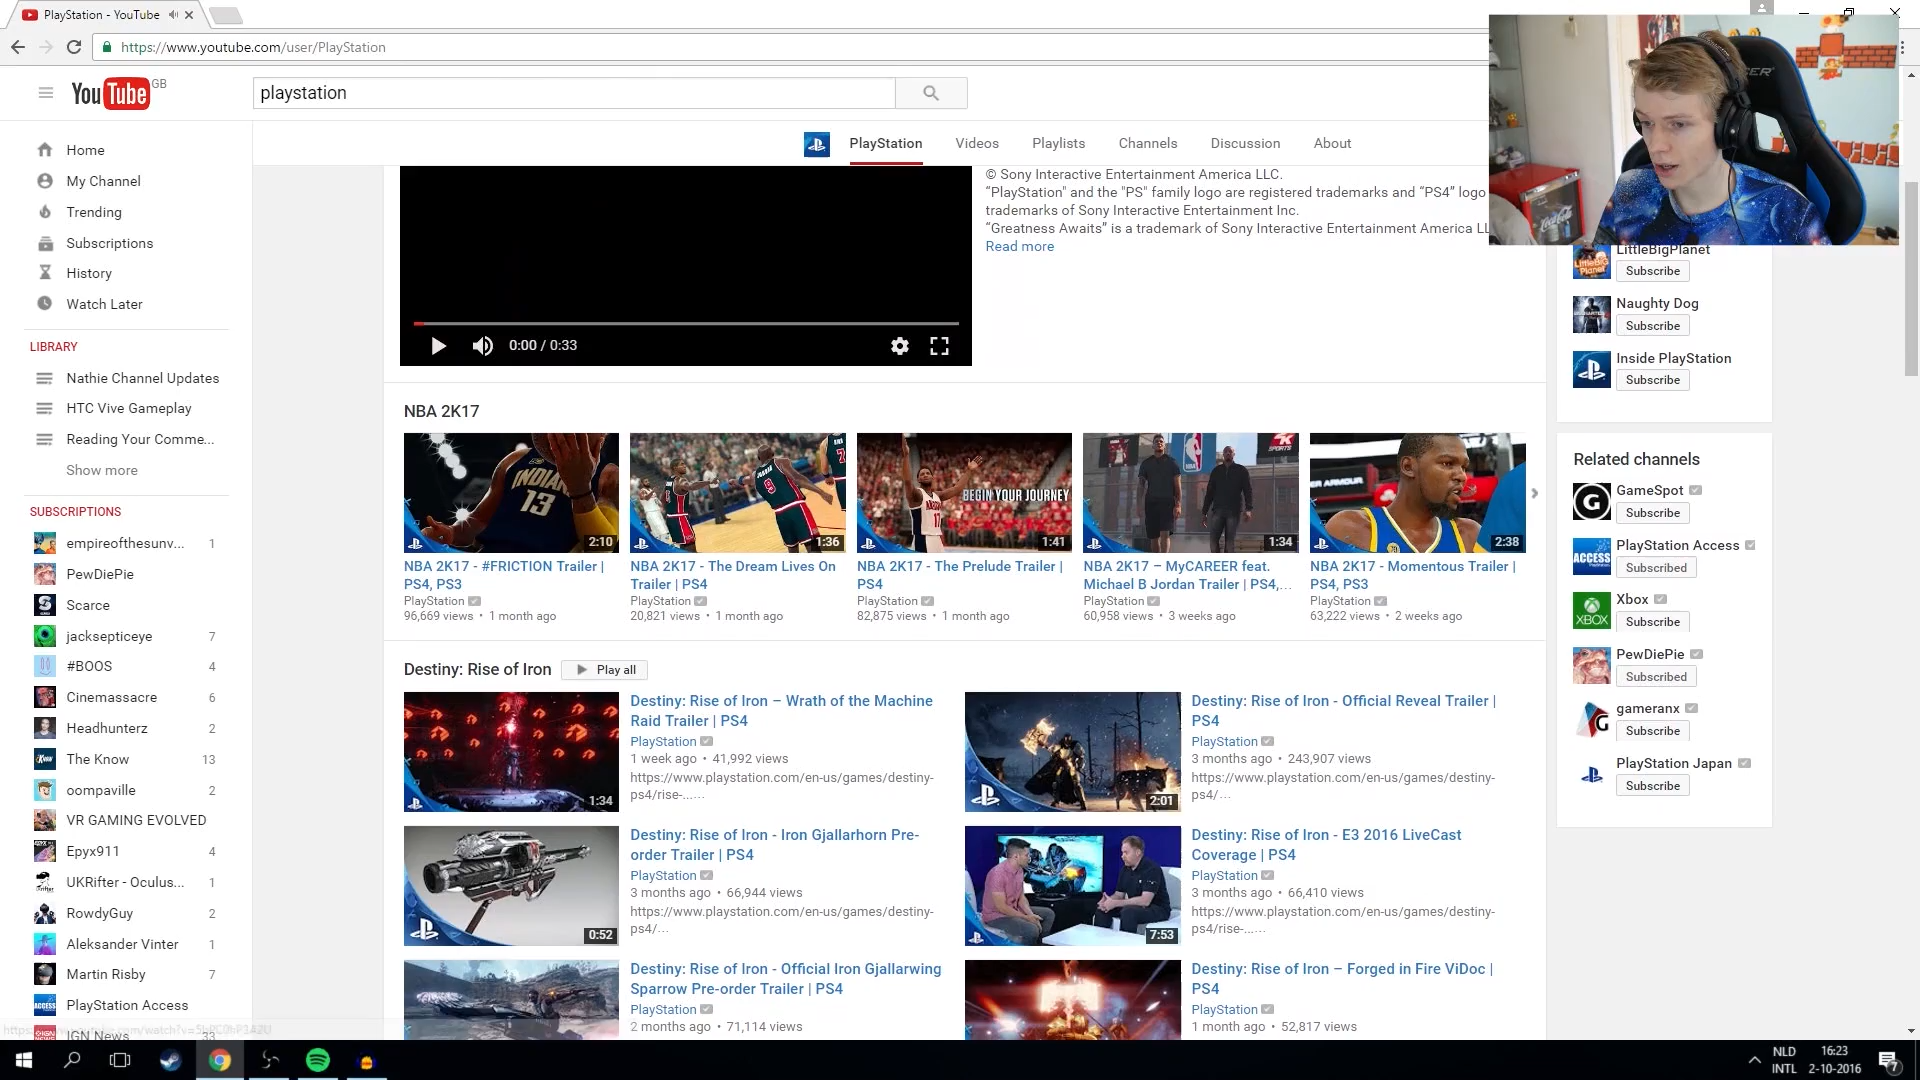 PlayStation - YouTube
https://www.youtube.com/user/PlayStation
YouTube GB
playstation
PlayStation
Videos
Playlists
Channels
Discussion
About
Home
My Channel
Trending
Subscriptions
History
Watch Later
LIBRARY
Nathie Channel Updates
HTC Vive Gameplay
Reading Your Comme...
Show more
SUBSCRIPTIONS
empireofthesunv... 1
PewDiePie
Scarce
jacksepticeye 7
#BOOS 4
Cinemassacre 6
Headhunterz 2
The Know 13
oompaville 2
VR GAMING EVOLVED
Epyx911 4
UKRifter - Oculus... 1
RowdyGuy 2
Aleksander Vinter 1
Martin Risby 7
PlayStation Access
IGN News 33
0:00 / 0:33
© Sony Interactive Entertainment America LLC.
“PlayStation" and the "PS" family logo are registered trademarks and “PS4” logo
trademarks of Sony Interactive Entertainment Inc.
“Greatness Awaits” is a trademark of Sony Interactive Entertainment America LL
Read more
NBA 2K17
INDIANA
13
2:10
NBA 2K17 - #FRICTION Trailer |
PS4, PS3
PlayStation
96,669 views • 1 month ago
9
1:36
NBA 2K17 - The Dream Lives On
Trailer | PS4
PlayStation
20,821 views • 1 month ago
BEGIN YOUR JOURNEY
1:41
NBA 2K17 - The Prelude Trailer |
PS4
PlayStation
82,875 views • 1 month ago
2K
SPORTS
1:34
NBA 2K17 – MyCAREER feat.
Michael B Jordan Trailer | PS4,...
PlayStation
60,958 views • 3 weeks ago
2:38
NBA 2K17 - Momentous Trailer |
PS4, PS3
PlayStation
63,222 views • 2 weeks ago
Destiny: Rise of Iron
Play all
1:34
Destiny: Rise of Iron – Wrath of the Machine
Raid Trailer | PS4
PlayStation
1 week ago • 41,992 views
https://www.playstation.com/en-us/games/destiny-
ps4/rise-......
2:01
Destiny: Rise of Iron - Official Reveal Trailer |
PS4
PlayStation
3 months ago • 243,907 views
https://www.playstation.com/en-us/games/destiny-
ps4/...
0:52
Destiny: Rise of Iron - Iron Gjallarhorn Pre-
order Trailer | PS4
PlayStation
3 months ago • 66,944 views
https://www.playstation.com/en-us/games/destiny-
ps4/...
7:53
Destiny: Rise of Iron - E3 2016 LiveCast
Coverage | PS4
PlayStation
3 months ago • 66,410 views
https://www.playstation.com/en-us/games/destiny-
ps4/rise-......
Destiny: Rise of Iron - Official Iron Gjallarwing
Sparrow Pre-order Trailer | PS4
PlayStation
2 months ago • 71,114 views
Destiny: Rise of Iron – Forged in Fire ViDoc |
PS4
PlayStation
1 month ago • 52,817 views
Coca-Cola
LittleBigPlanet
Subscribe
Naughty Dog
Subscribe
Inside PlayStation
Subscribe
Related channels
GameSpot
Subscribe
ACCESS
PlayStation Access
Subscribed
XBOX
Xbox
Subscribe
PewDiePie
Subscribed
gameranx
Subscribe
PlayStation Japan
Subscribe
NLD
INTL
16:23
2-10-2016
7